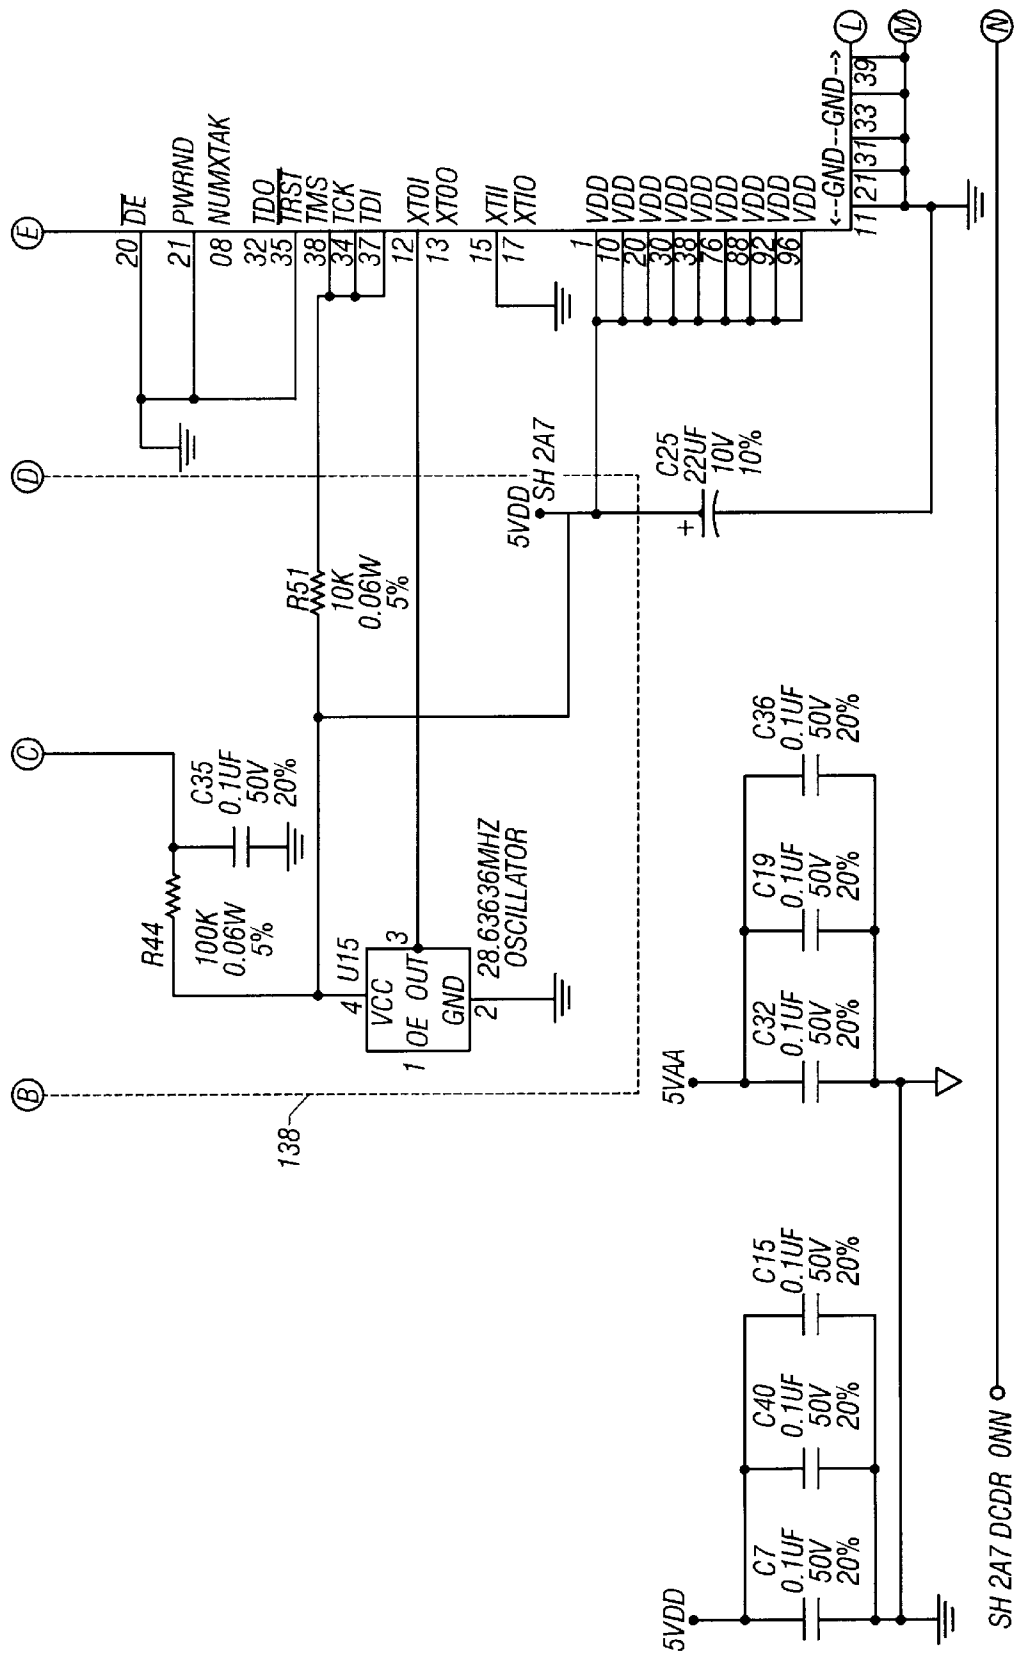 B
C
D
E
138
R44
100K
0.06W
5%
C35
0.1UF
50V
20%
R51
10K
0.06W
5%
U15
4
VCC
1 OE OUT 3
GND
2
28.63636MHZ
OSCILLATOR
5VDD
SH 2A7
20 DE
21 PWRND
08 NUMXTAK
32 TDO
35 TRST
38 TMS
34 TCK
37 TDI
12 XTOI
13 XTOO
15 XTII
17 XTIO
1 VDD
10 VDD
20 VDD
30 VDD
38 VDD
76 VDD
88 VDD
92 VDD
96 VDD
<--GND--GND-->
11 21 31 33 39
L
M
N
+
C25
22UF
10V
10%
5VDD
C7
0.1UF
50V
20%
C40
0.1UF
50V
20%
C15
0.1UF
50V
20%
5VAA
C32
0.1UF
50V
20%
C19
0.1UF
50V
20%
C36
0.1UF
50V
20%
SH 2A7 DCDR 0NN